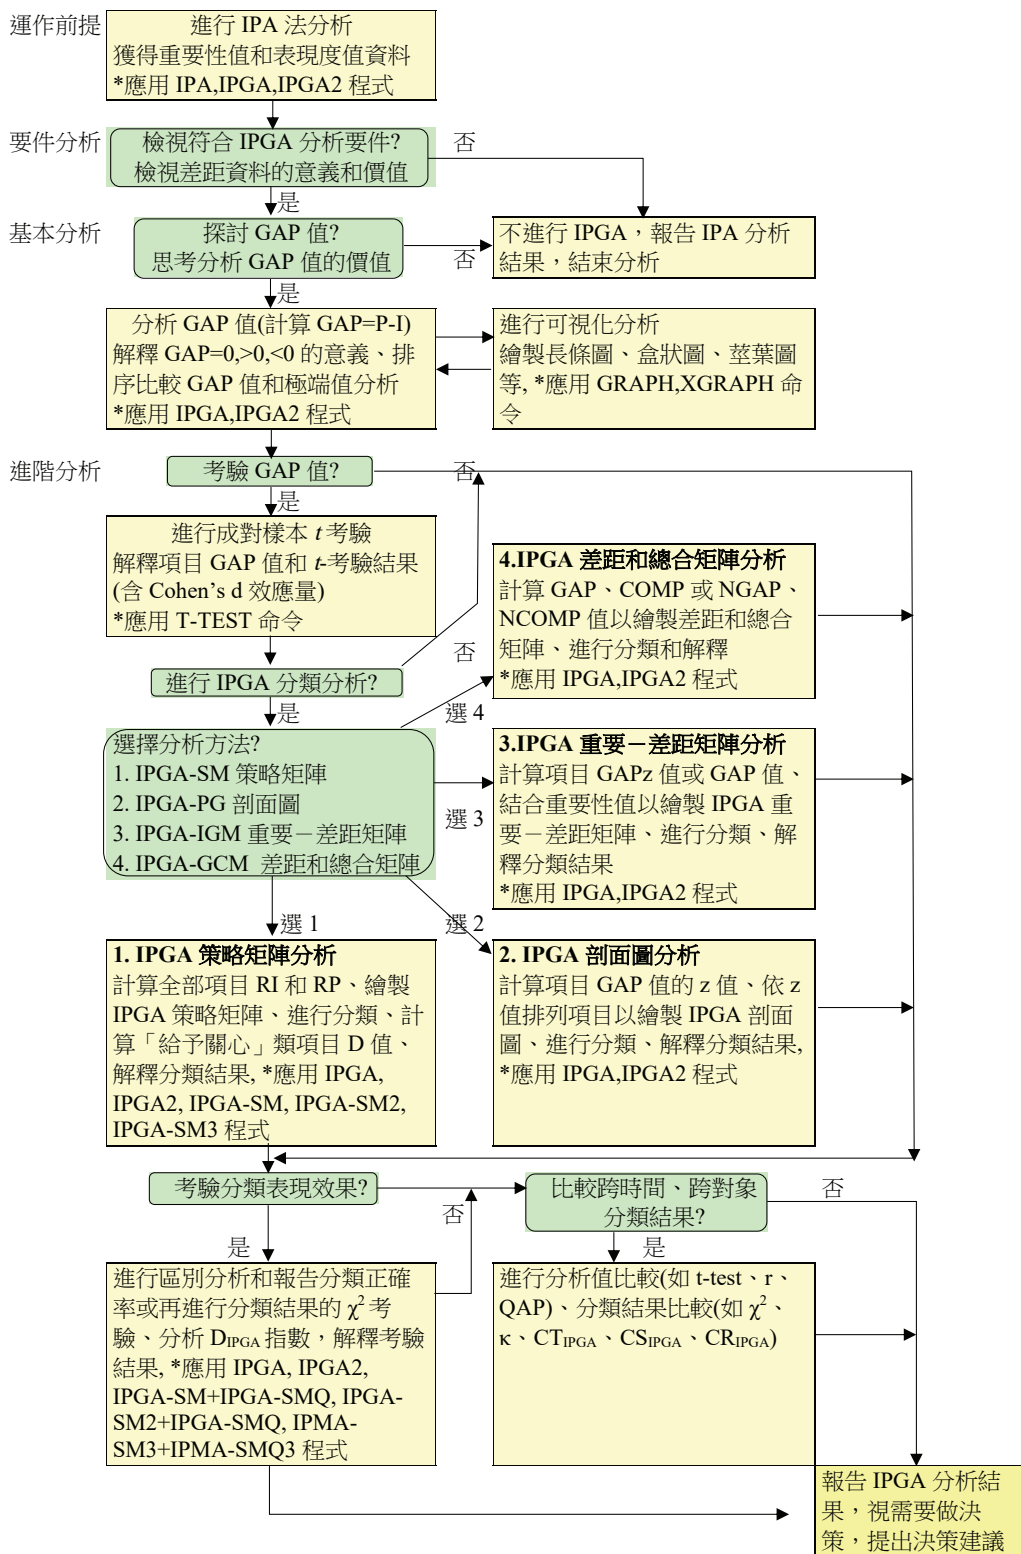 運作前提
進行 IPA 法分析
獲得重要性值和表現度值資料
*應用 IPA,IPGA,IPGA2 程式
要件分析
檢視符合 IPGA 分析要件?
檢視差距資料的意義和價值
否
是
基本分析
探討 GAP 值?
思考分析 GAP 值的價值
否
不進行 IPGA，報告 IPA 分析
結果，結束分析
是
分析 GAP 值(計算 GAP=P-I)
解釋 GAP=0,>0,<0 的意義、排
序比較 GAP 值和極端值分析
*應用 IPGA,IPGA2 程式
進行可視化分析
繪製長條圖、盒狀圖、莖葉圖
等, *應用 GRAPH,XGRAPH 命
令
進階分析
考驗 GAP 值?
否
是
進行成對樣本 t 考驗
解釋項目 GAP 值和 t-考驗結果
(含 Cohen's d 效應量)
*應用 T-TEST 命令
4.IPGA 差距和總合矩陣分析
計算 GAP、COMP 或 NGAP、
NCOMP 值以繪製差距和總合
矩陣、進行分類和解釋
*應用 IPGA,IPGA2 程式
進行 IPGA 分類分析?
否
是
選 4
選擇分析方法?
1. IPGA-SM 策略矩陣
2. IPGA-PG 剖面圖
3. IPGA-IGM 重要－差距矩陣
4. IPGA-GCM 差距和總合矩陣
選 3
3.IPGA 重要－差距矩陣分析
計算項目 GAPz 值或 GAP 值、
結合重要性值以繪製 IPGA 重
要－差距矩陣、進行分類、解
釋分類結果
*應用 IPGA,IPGA2 程式
選 1
選 2
1. IPGA 策略矩陣分析
計算全部項目 RI 和 RP、繪製
IPGA 策略矩陣、進行分類、計
算「給予關心」類項目 D 值、
解釋分類結果, *應用 IPGA,
IPGA2, IPGA-SM, IPGA-SM2,
IPGA-SM3 程式
2. IPGA 剖面圖分析
計算項目 GAP 值的 z 值、依 z
值排列項目以繪製 IPGA 剖面
圖、進行分類、解釋分類結果,
*應用 IPGA,IPGA2 程式
考驗分類表現效果?
否
是
比較跨時間、跨對象
分類結果?
否
是
進行區別分析和報告分類正確
率或再進行分類結果的 χ² 考
驗、分析 D_IPGA 指數，解釋考驗
結果, *應用 IPGA, IPGA2,
IPGA-SM+IPGA-SMQ, IPGA-
SM2+IPGA-SMQ, IPMA-
SM3+IPMA-SMQ3 程式
進行分析值比較(如 t-test、r、
QAP)、分類結果比較(如 χ²、
κ、CT_IPGA、CS_IPGA、CR_IPGA)
報告 IPGA 分析結
果，視需要做決
策，提出決策建議